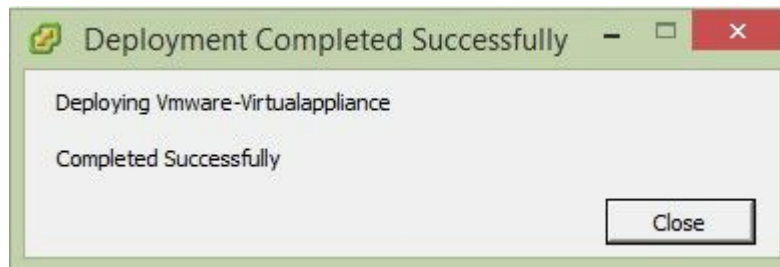 Deployment Completed Successfully
Deploying Vmware-Virtualappliance
Completed Successfully
Close